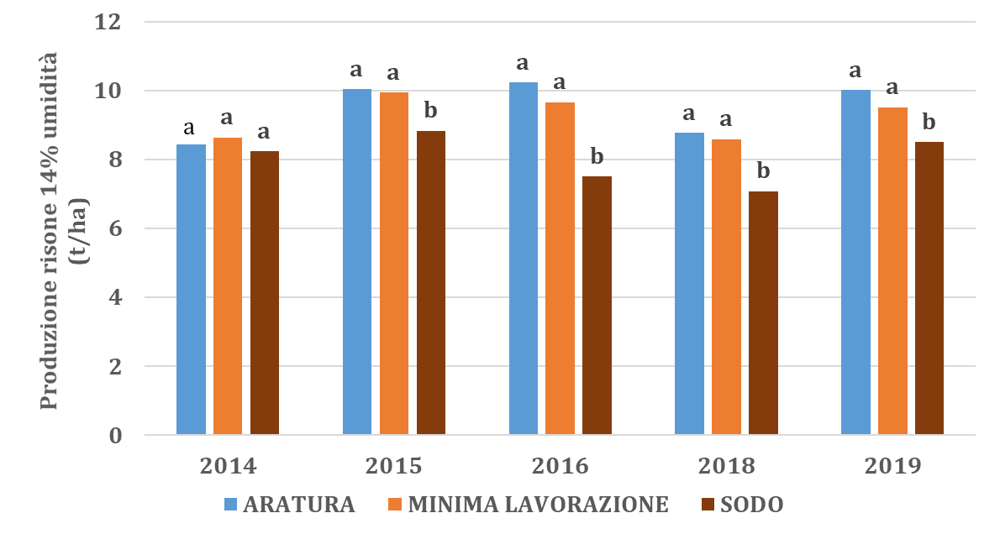 Produzione risone 14% umidità
(t/ha)
12
10
8
6
4
2
0
a a a
a a b
a a b
a a b
a a b
2014 2015 2016 2018 2019
ARATURA MINIMA LAVORAZIONE SODO